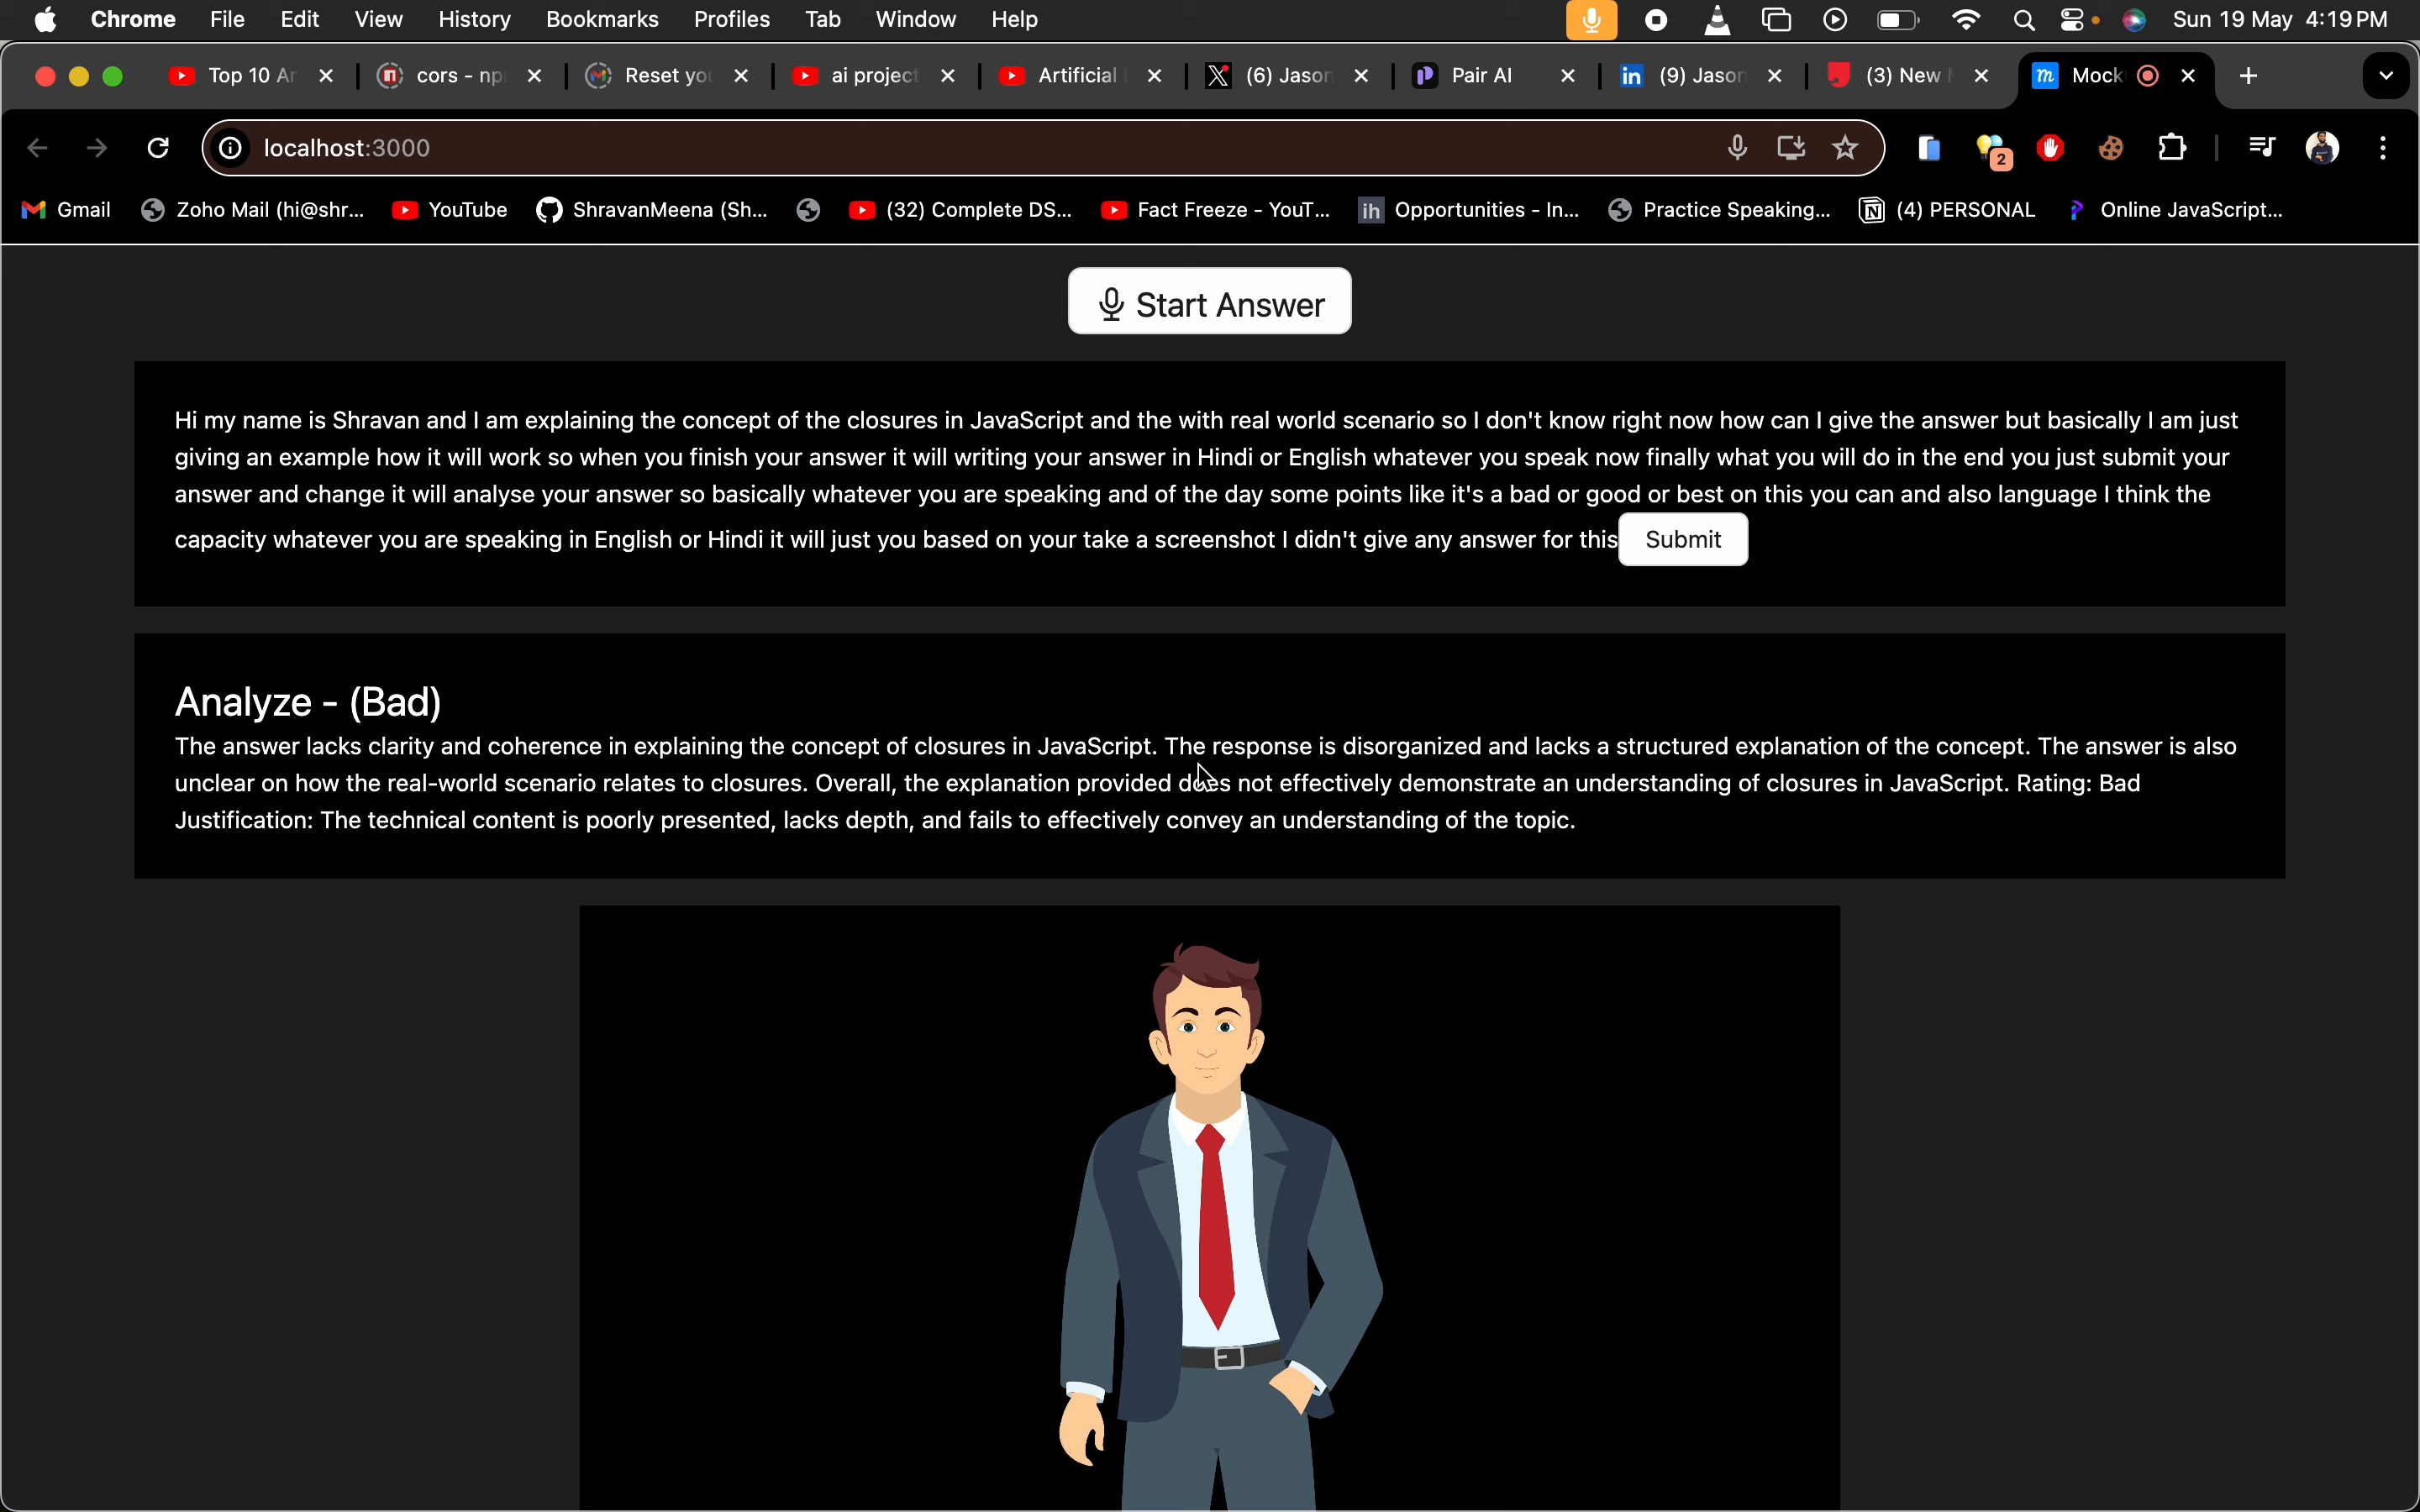 Chrome File Edit View History Bookmarks Profiles Tab Window Help Sun 19 May 4:19 PM
Top 10 Ar cors - np Reset you ai project Artificial (6) Jason Pair AI in (9) Jason (3) New m Mock
localhost:3000 2
Gmail Zoho Mail (hi@shr... YouTube ShravanMeena (Sh... (32) Complete DS... Fact Freeze - YouT... ih Opportunities - In... Practice Speaking... (4) PERSONAL Online JavaScript...
Start Answer
Hi my name is Shravan and I am explaining the concept of the closures in JavaScript and the with real world scenario so I don't know right now how can I give the answer but basically I am just
giving an example how it will work so when you finish your answer it will writing your answer in Hindi or English whatever you speak now finally what you will do in the end you just submit your
answer and change it will analyse your answer so basically whatever you are speaking and of the day some points like it's a bad or good or best on this you can and also language I think the
capacity whatever you are speaking in English or Hindi it will just you based on your take a screenshot I didn't give any answer for this Submit
Analyze - (Bad)
The answer lacks clarity and coherence in explaining the concept of closures in JavaScript. The response is disorganized and lacks a structured explanation of the concept. The answer is also
unclear on how the real-world scenario relates to closures. Overall, the explanation provided does not effectively demonstrate an understanding of closures in JavaScript. Rating: Bad
Justification: The technical content is poorly presented, lacks depth, and fails to effectively convey an understanding of the topic.